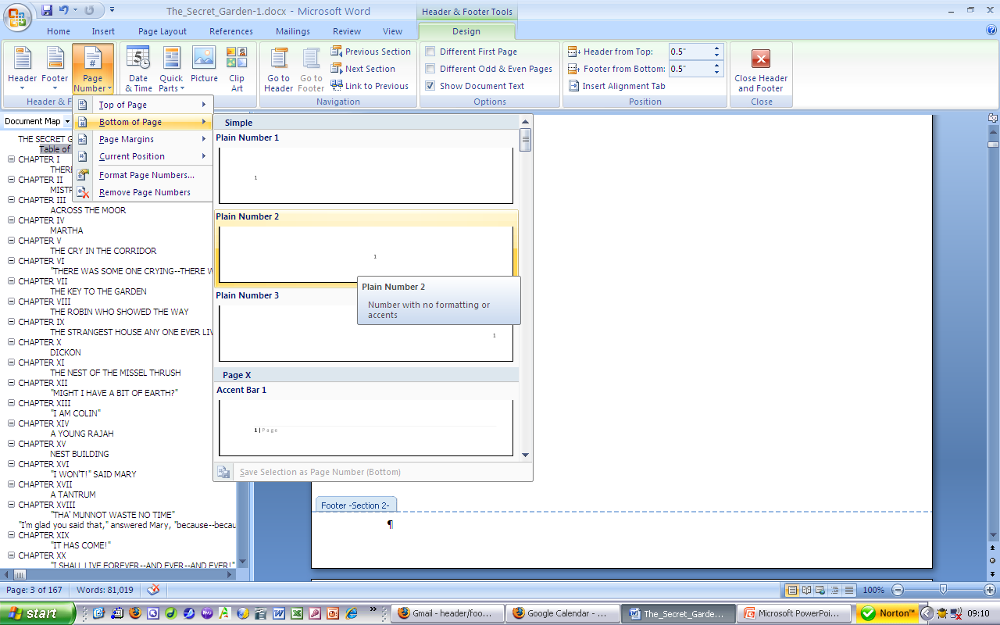 The_Secret_Garden-1.docx - Microsoft Word
Header & Footer Tools
Home Insert Page Layout References Mailings Review View Design
Header
Footer
Page Number
Date & Time
Quick Parts
Picture
Clip Art
Go to Header
Go to Footer
Previous Section
Next Section
Link to Previous
Different First Page
Different Odd & Even Pages
Show Document Text
Header from Top: 0.5"
Footer from Bottom: 0.5"
Insert Alignment Tab
Close Header and Footer
Header & F
Navigation
Options
Position
Close
Top of Page
Bottom of Page
Page Margins
Current Position
Format Page Numbers...
Remove Page Numbers
Document Map
THE SECRET G
Table of
CHAPTER I
THERE
CHAPTER II
MISTR
CHAPTER III
ACROSS THE MOOR
CHAPTER IV
MARTHA
CHAPTER V
THE CRY IN THE CORRIDOR
CHAPTER VI
"THERE WAS SOME ONE CRYING--THERE W
CHAPTER VII
THE KEY TO THE GARDEN
CHAPTER VIII
THE ROBIN WHO SHOWED THE WAY
CHAPTER IX
THE STRANGEST HOUSE ANY ONE EVER LIV
CHAPTER X
DICKON
CHAPTER XI
THE NEST OF THE MISSEL THRUSH
CHAPTER XII
"MIGHT I HAVE A BIT OF EARTH?"
CHAPTER XIII
"I AM COLIN"
CHAPTER XIV
A YOUNG RAJAH
CHAPTER XV
NEST BUILDING
CHAPTER XVI
"I WON'T!" SAID MARY
CHAPTER XVII
A TANTRUM
CHAPTER XVIII
"THA' MUNNOT WASTE NO TIME"
"I'm glad you said that," answered Mary, "because--becau
CHAPTER XIX
"IT HAS COME!"
CHAPTER XX
"I SHALL LIVE FOREVER--AND EVER--AND EVER!"
Simple
Plain Number 1
1
Plain Number 2
1
Plain Number 2
Number with no formatting or
accents
Plain Number 3
1
Page X
Accent Bar 1
1 | Page
Save Selection as Page Number (Bottom)
Footer -Section 2-
¶
Page: 3 of 167 Words: 81,019 100%
start
Gmail - header/foo...
Google Calendar - ...
The_Secret_Garde...
Microsoft PowerPoi...
Norton™
09:10